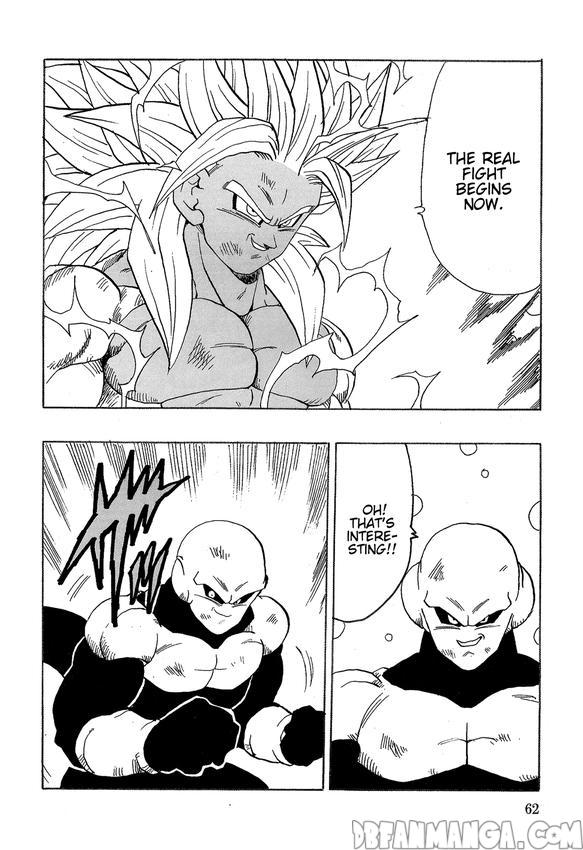 THE REAL
FIGHT
BEGINS
NOW.
OH!
THAT'S
INTERE-
STING!!
62
DBFANMANGA.COM